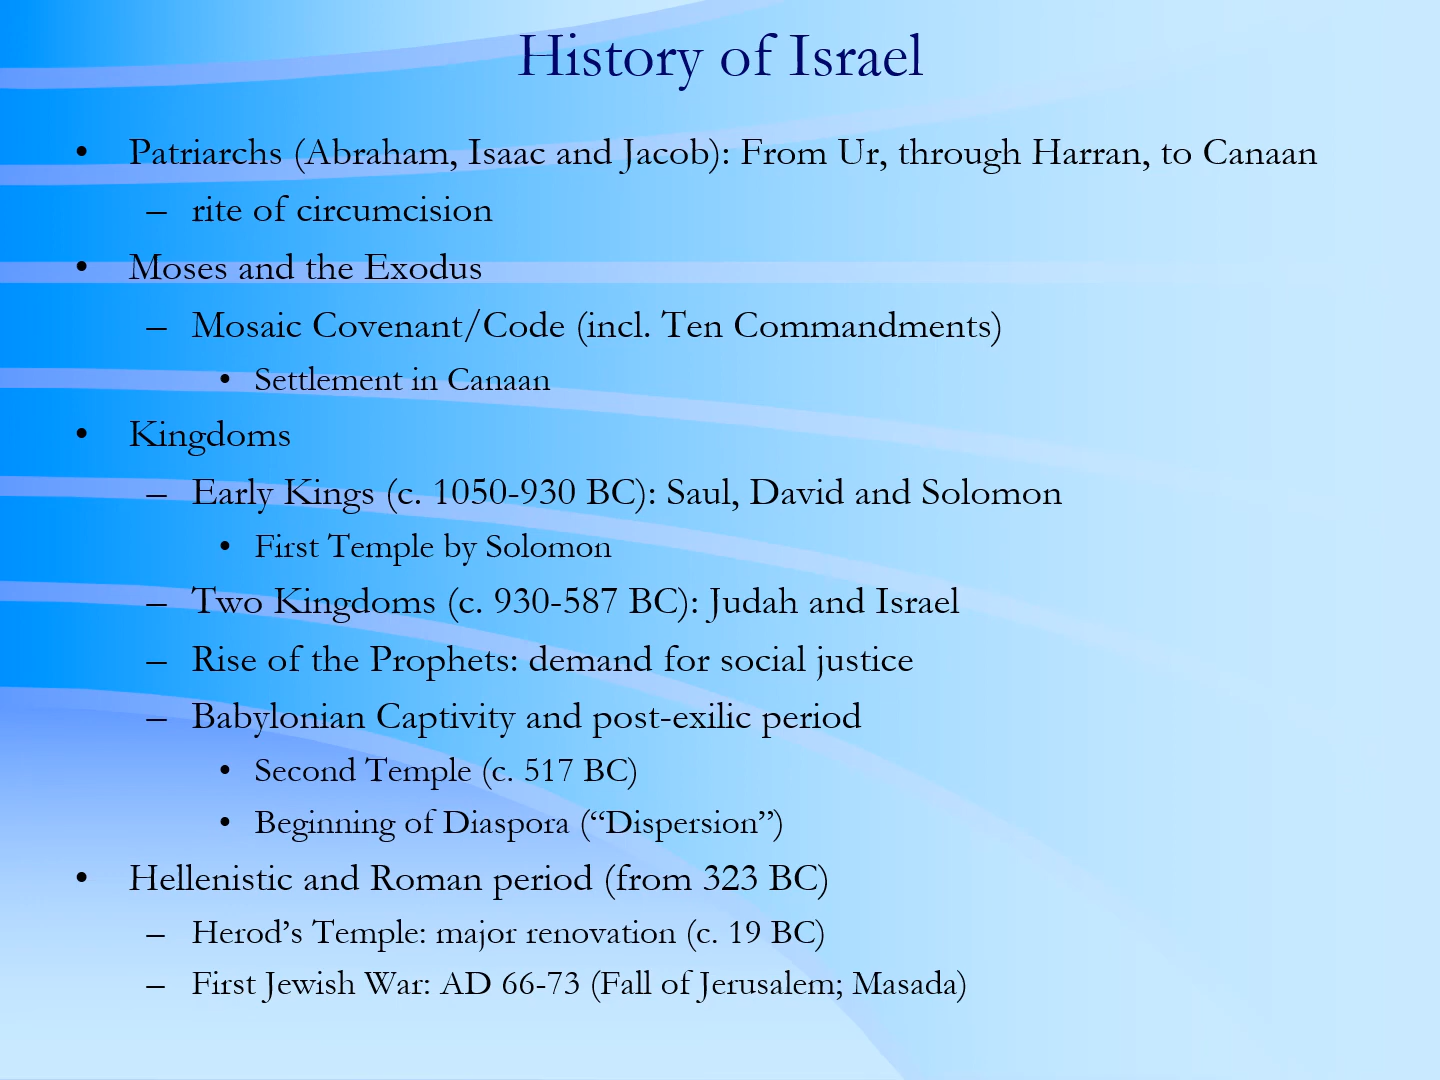 History of Israel
• Patriarchs (Abraham, Isaac and Jacob): From Ur, through Harran, to Canaan
– rite of circumcision
• Moses and the Exodus
– Mosaic Covenant/Code (incl. Ten Commandments)
• Settlement in Canaan
• Kingdoms
– Early Kings (c. 1050-930 BC): Saul, David and Solomon
• First Temple by Solomon
– Two Kingdoms (c. 930-587 BC): Judah and Israel
– Rise of the Prophets: demand for social justice
– Babylonian Captivity and post-exilic period
• Second Temple (c. 517 BC)
• Beginning of Diaspora (“Dispersion”)
• Hellenistic and Roman period (from 323 BC)
– Herod’s Temple: major renovation (c. 19 BC)
– First Jewish War: AD 66-73 (Fall of Jerusalem; Masada)